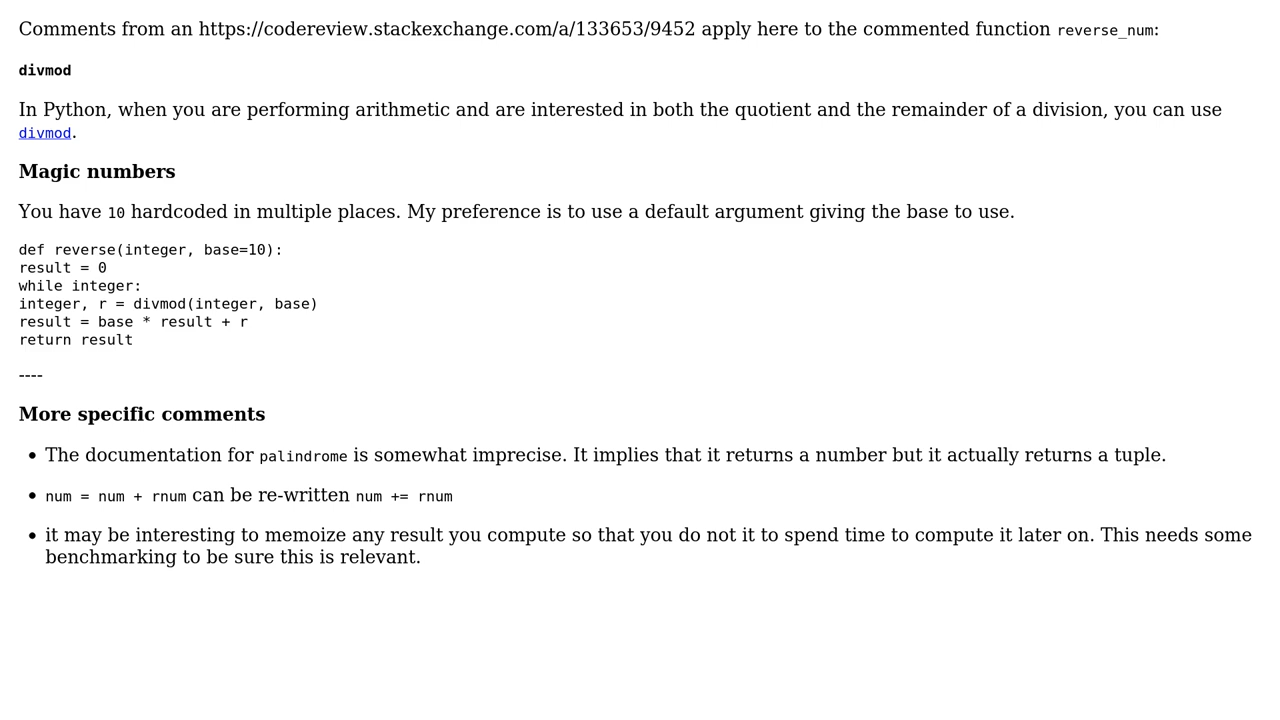 Comments from an https://codereview.stackexchange.com/a/133653/9452 apply here to the commented function reverse_num:
divmod
In Python, when you are performing arithmetic and are interested in both the quotient and the remainder of a division, you can use
divmod.
Magic numbers
You have 10 hardcoded in multiple places. My preference is to use a default argument giving the base to use.
def reverse(integer, base=10):
result = 0
while integer:
integer, r = divmod(integer, base)
result = base * result + r
return result
----
More specific comments
• The documentation for palindrome is somewhat imprecise. It implies that it returns a number but it actually returns a tuple.
• num = num + rnum can be re-written num += rnum
• it may be interesting to memoize any result you compute so that you do not it to spend time to compute it later on. This needs some
benchmarking to be sure this is relevant.